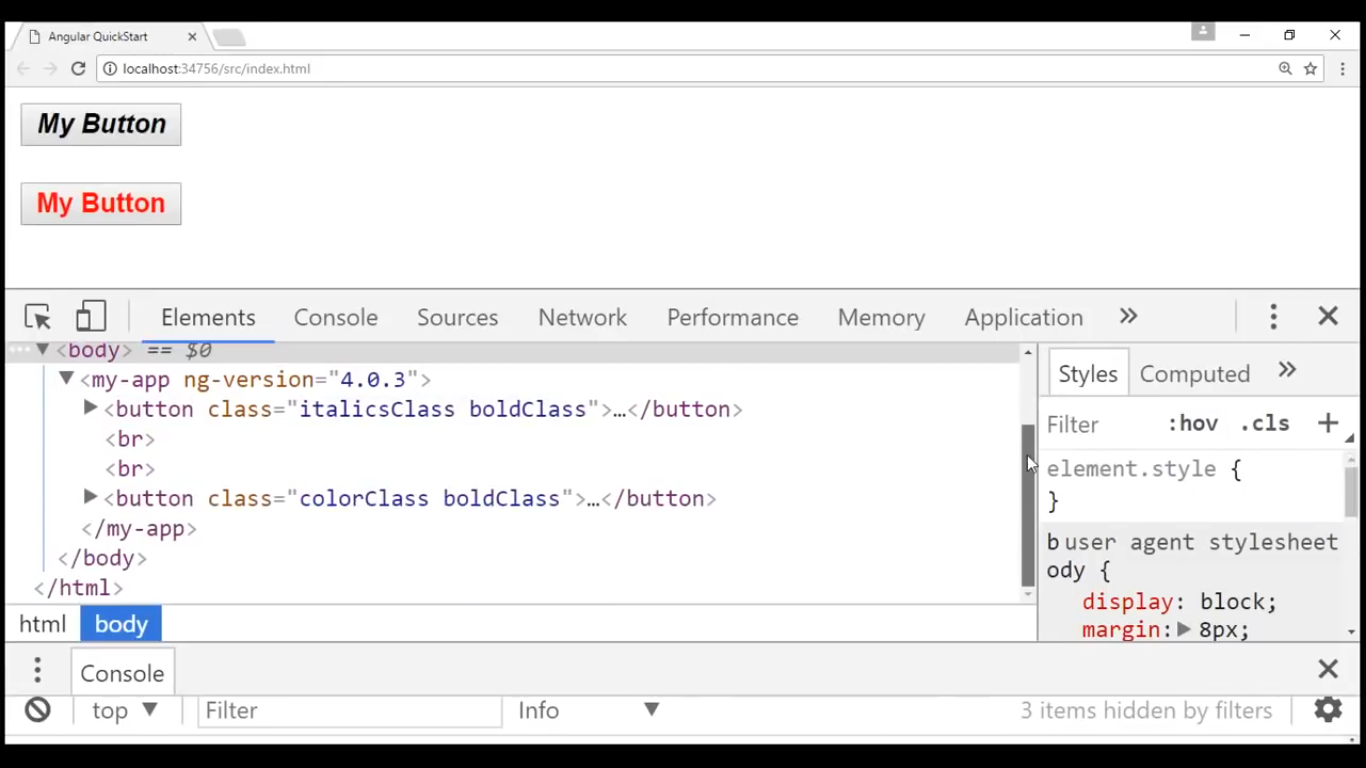 Angular QuickStart
localhost:34756/src/index.html
My Button
My Button
Elements Console Sources Network Performance Memory Application »
<body> == $0
<my-app ng-version="4.0.3">
<button class="italicsClass boldClass">…</button>
<br>
<br>
<button class="colorClass boldClass">…</button>
</my-app>
</body>
</html>
html body
Styles Computed »
Filter :hov .cls +
element.style {
}
b user agent stylesheet
ody {
display: block;
margin: 8px;
Console
top Filter Info 3 items hidden by filters